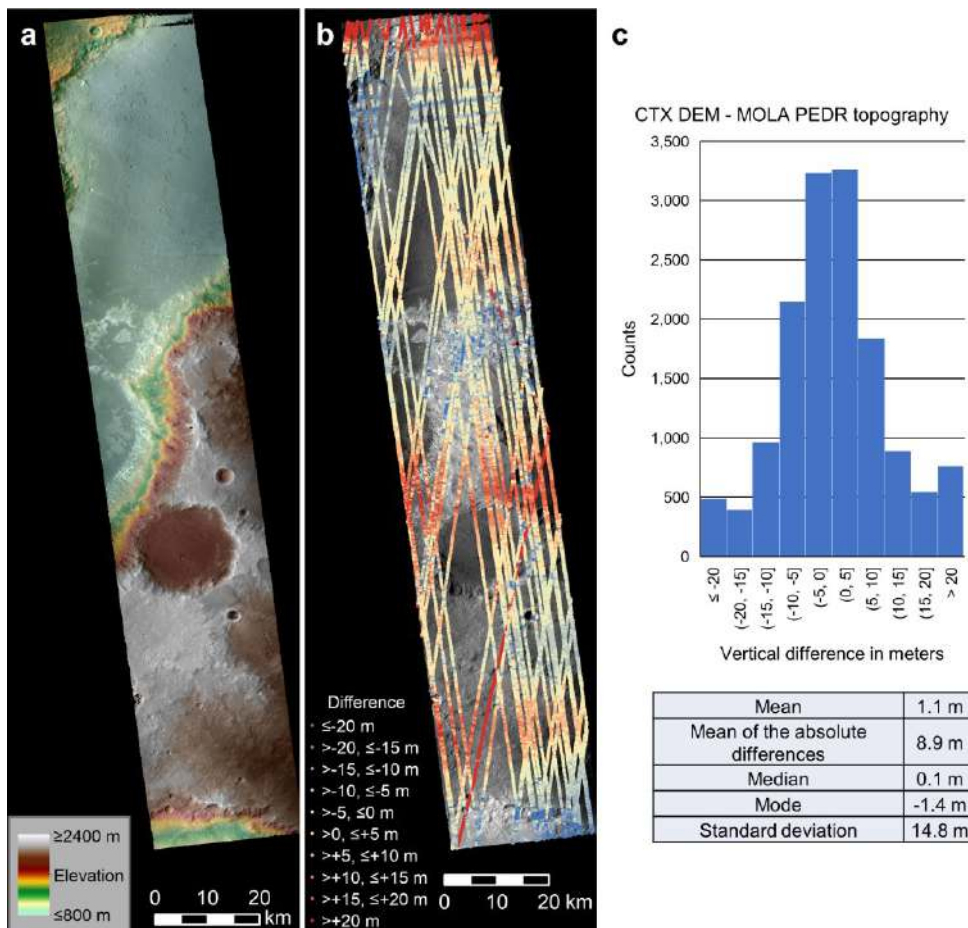 a
≥2400 m
Elevation
≤800 m
0 10 20
km
b
Difference
≤-20 m
>-20, ≤-15 m
>-15, ≤-10 m
>-10, ≤-5 m
>-5, ≤0 m
>0, ≤+5 m
>+5, ≤+10 m
>+10, ≤+15 m
>+15, ≤+20 m
>+20 m
0 10 20 km
c
CTX DEM - MOLA PEDR topography
3,500
3,000
2,500
2,000
1,500
1,000
500
0
Counts
≤ -20
(-20, -15]
(-15, -10]
(-10, -5]
(-5, 0]
(0, 5]
(5, 10]
(10, 15]
(15, 20]
> 20
Vertical difference in meters
Mean 1.1 m
Mean of the absolute
differences 8.9 m
Median 0.1 m
Mode -1.4 m
Standard deviation 14.8 m